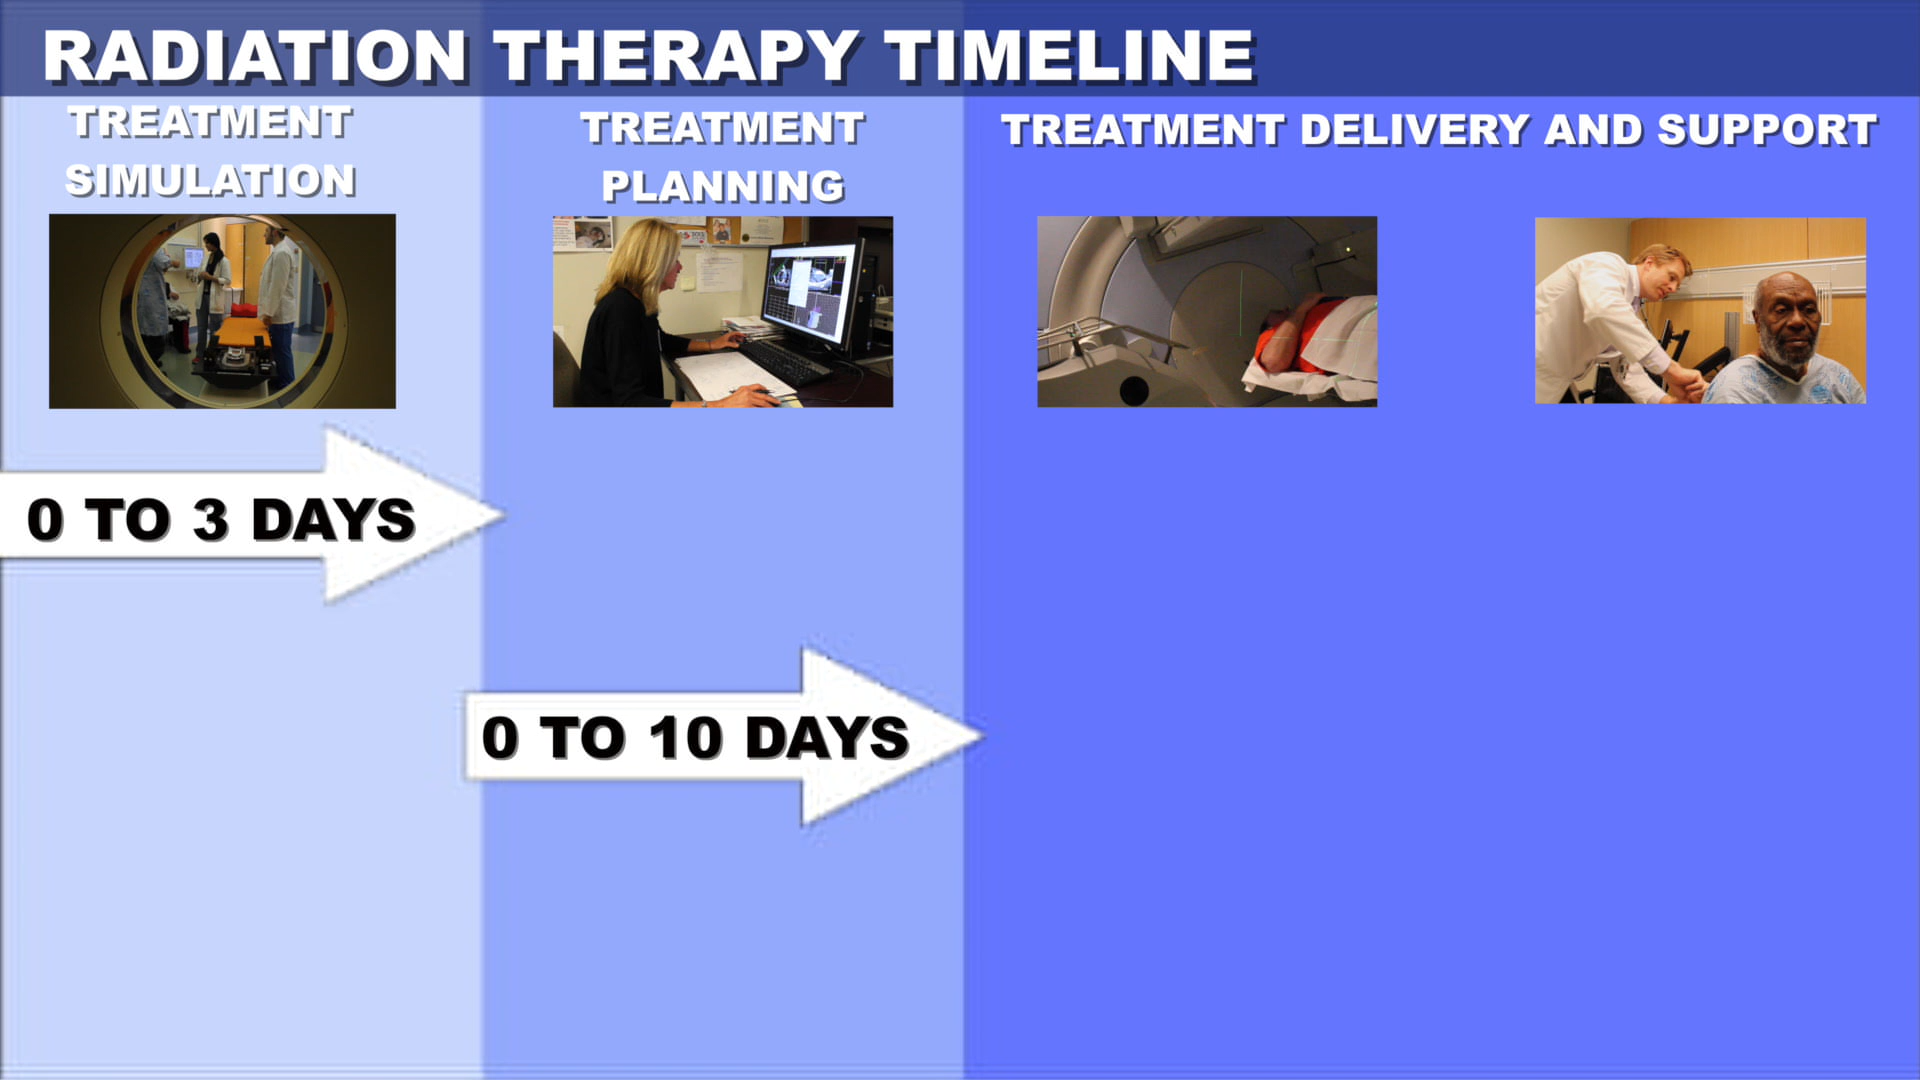 RADIATION THERAPY TIMELINE
TREATMENT
SIMULATION
TREATMENT
PLANNING
TREATMENT DELIVERY AND SUPPORT
0 TO 3 DAYS
0 TO 10 DAYS